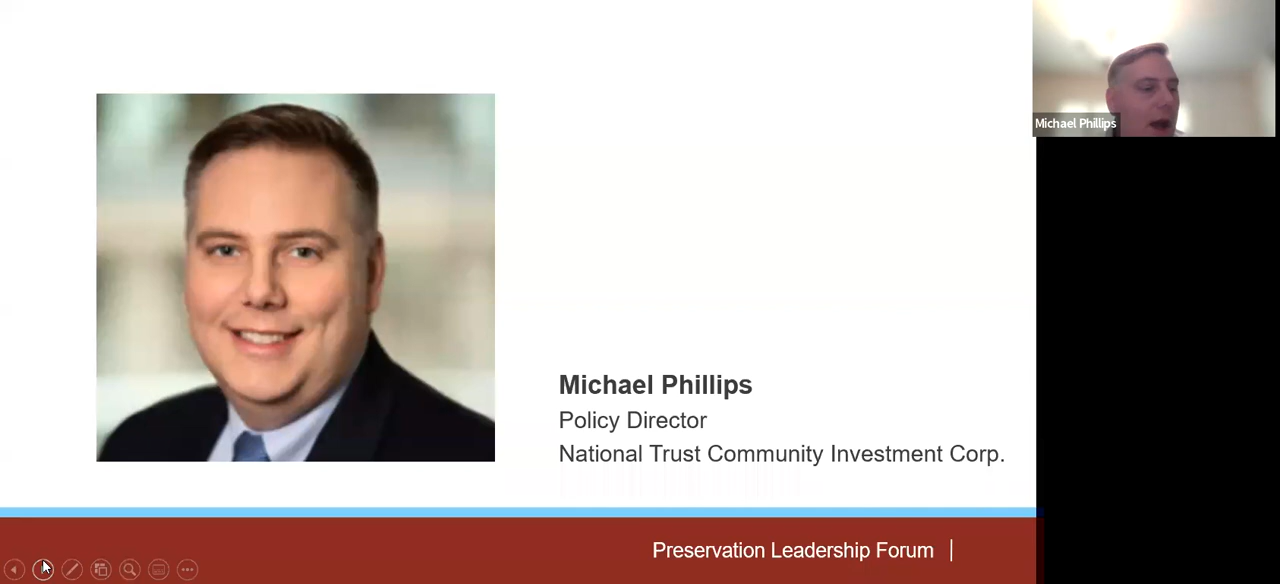 Michael Phillips
Michael Phillips
Policy Director
National Trust Community Investment Corp.
Preservation Leadership Forum |